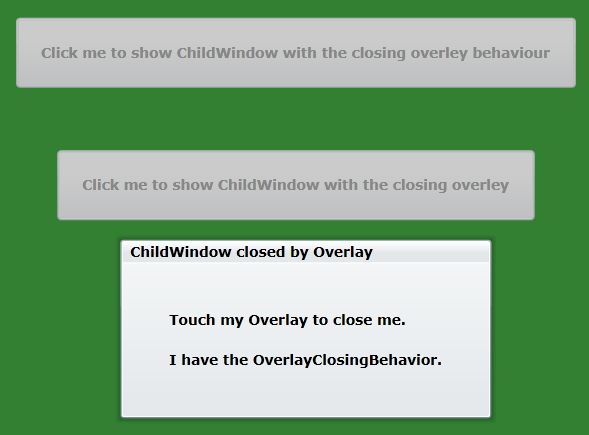 Click me to show ChildWindow with the closing overley behaviour
Click me to show ChildWindow with the closing overley
ChildWindow closed by Overlay
Touch my Overlay to close me.
I have the OverlayClosingBehavior.